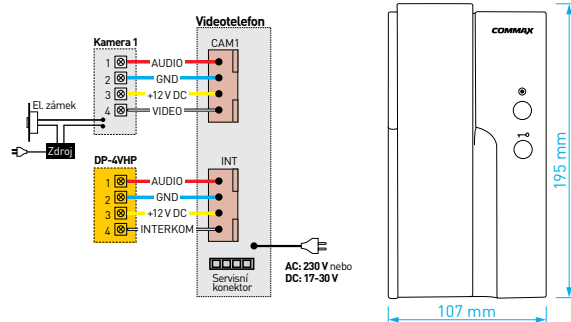 Videotelefon
Kamera 1
CAM1
1 AUDIO
2 GND
3 +12 V DC
4 VIDEO
El. zámek
Zdroj
DP-4VHP
INT
1 AUDIO
2 GND
3 +12 V DC
4 INTERKOM
Servisní
konektor
AC: 230 V nebo
DC: 17-30 V
COMMAX
195 mm
107 mm